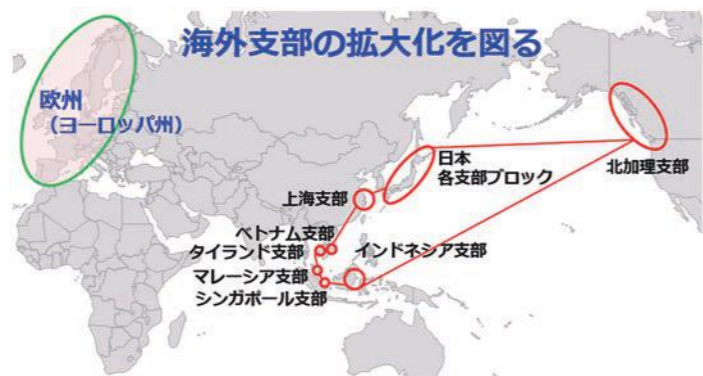 海外支部の拡大化を図る
欧州
（ヨーロッパ州）
日本
各支部ブロック
北加理支部
上海支部
ベトナム支部
タイランド支部
インドネシア支部
マレーシア支部
シンガポール支部